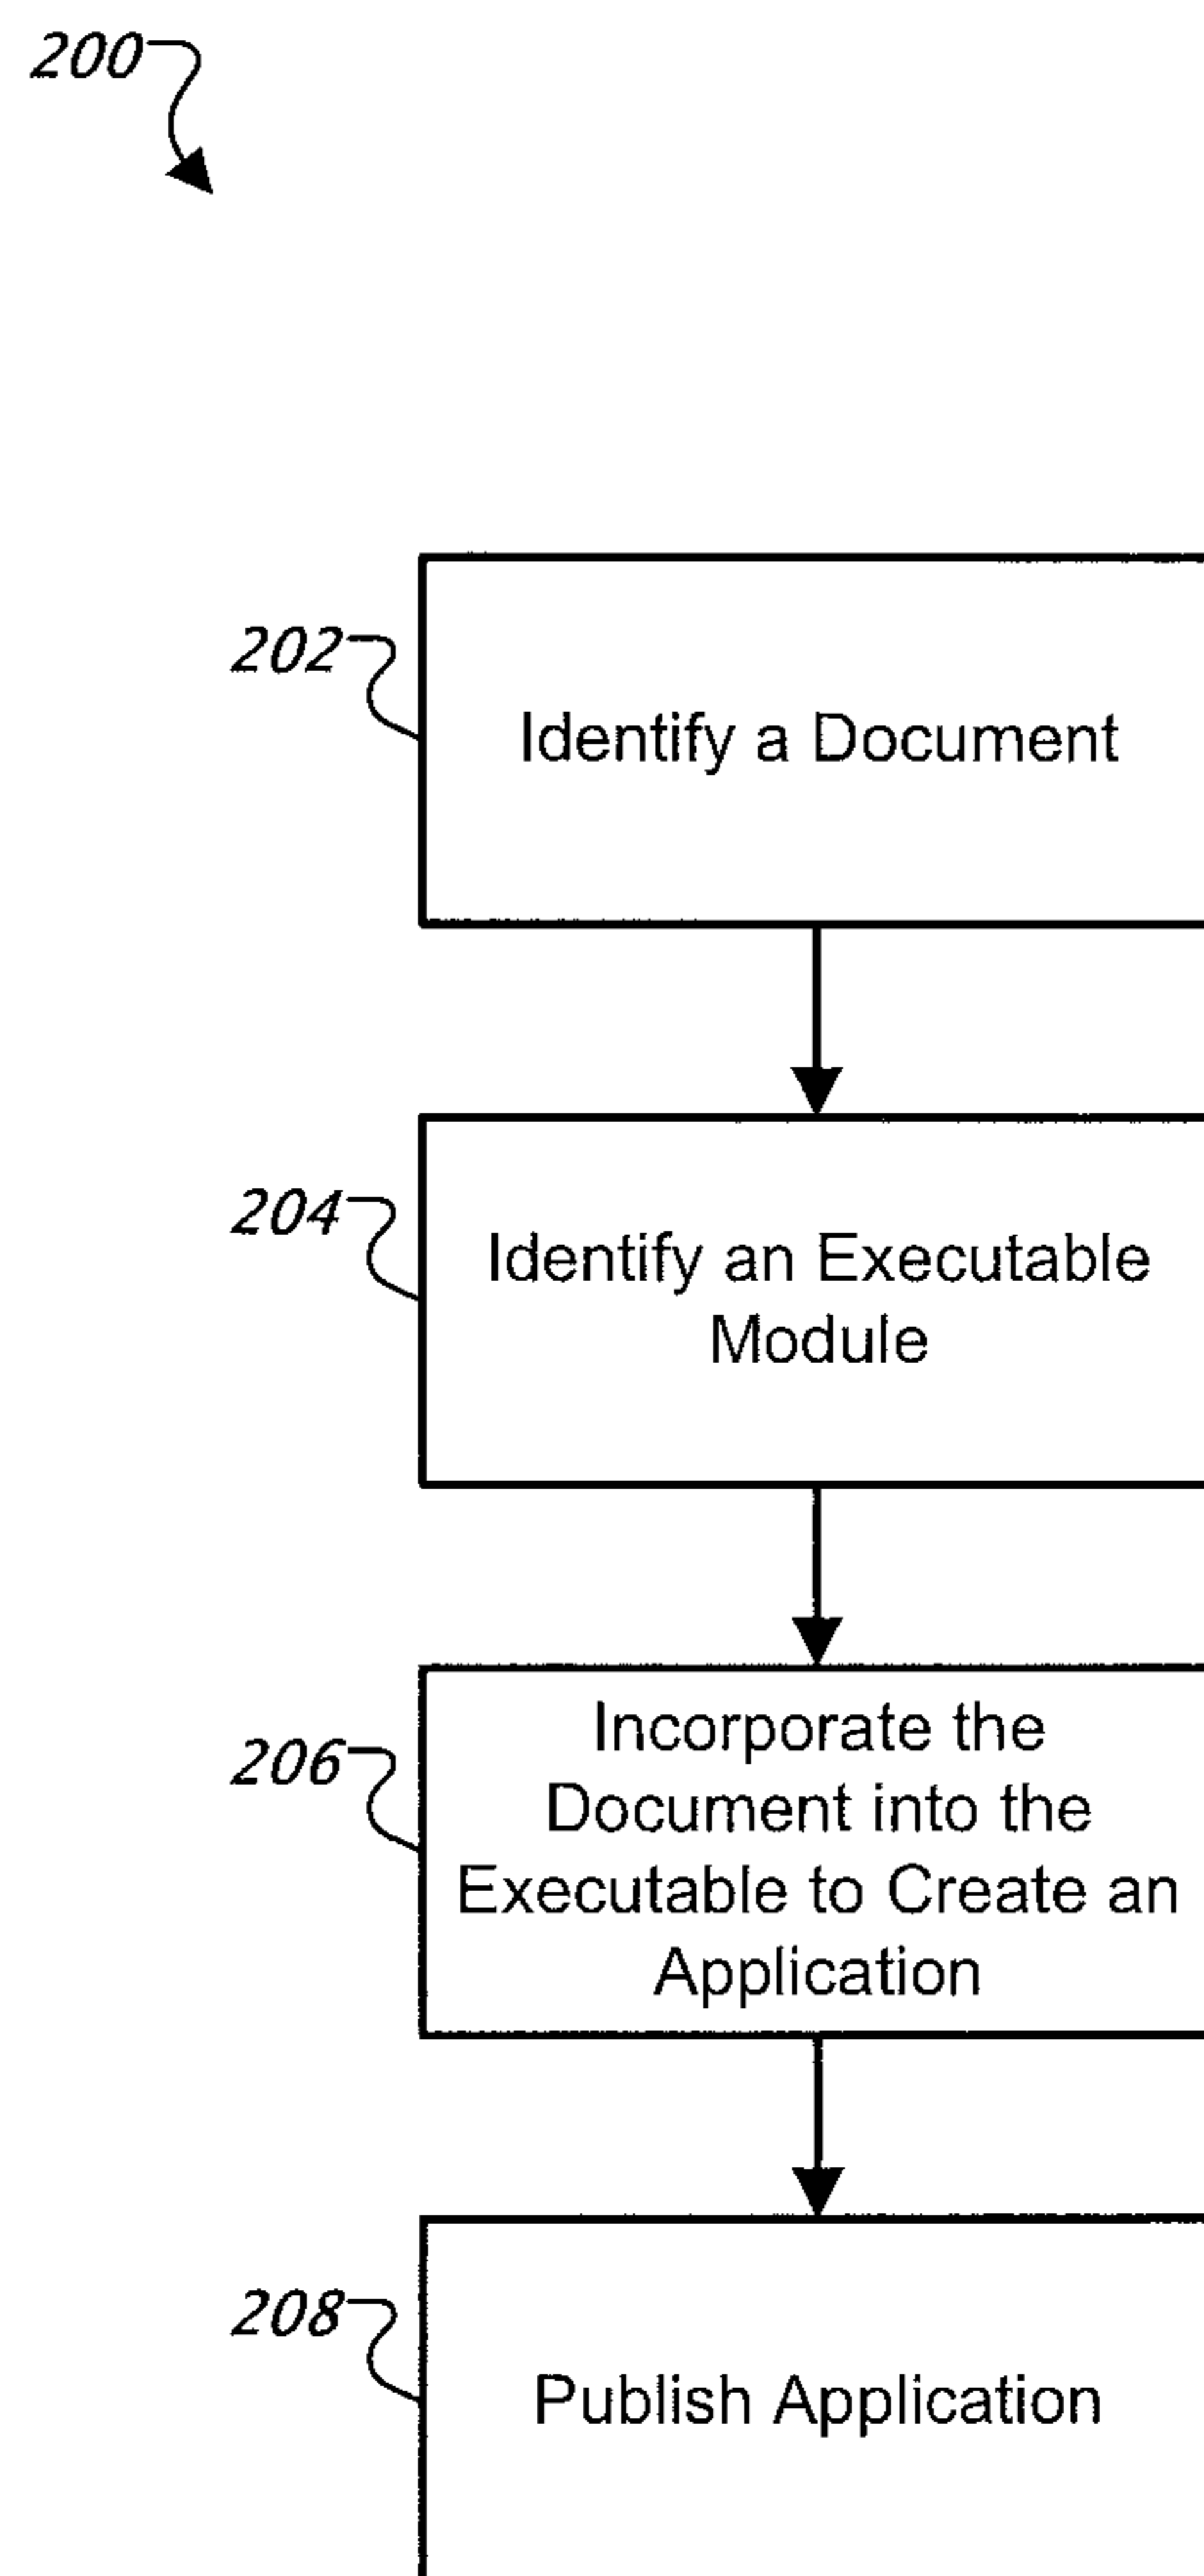 200
202
Identify a Document
204
Identify an Executable
Module
206
Incorporate the
Document into the
Executable to Create an
Application
208
Publish Application